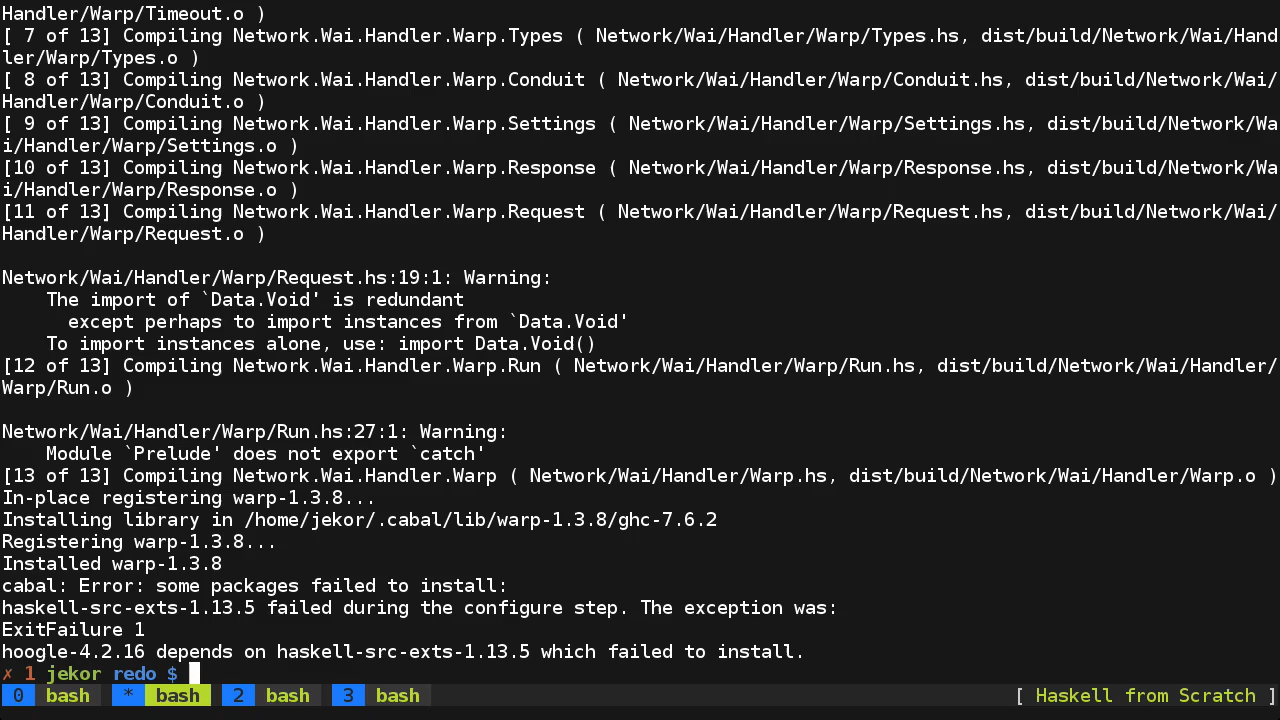 Handler/Warp/Timeout.o )
[ 7 of 13] Compiling Network.Wai.Handler.Warp.Types ( Network/Wai/Handler/Warp/Types.hs, dist/build/Network/Wai/Hand
ler/Warp/Types.o )
[ 8 of 13] Compiling Network.Wai.Handler.Warp.Conduit ( Network/Wai/Handler/Warp/Conduit.hs, dist/build/Network/Wai/
Handler/Warp/Conduit.o )
[ 9 of 13] Compiling Network.Wai.Handler.Warp.Settings ( Network/Wai/Handler/Warp/Settings.hs, dist/build/Network/Wa
i/Handler/Warp/Settings.o )
[10 of 13] Compiling Network.Wai.Handler.Warp.Response ( Network/Wai/Handler/Warp/Response.hs, dist/build/Network/Wa
i/Handler/Warp/Response.o )
[11 of 13] Compiling Network.Wai.Handler.Warp.Request ( Network/Wai/Handler/Warp/Request.hs, dist/build/Network/Wai/
Handler/Warp/Request.o )
Network/Wai/Handler/Warp/Request.hs:19:1: Warning:
The import of `Data.Void' is redundant
except perhaps to import instances from `Data.Void'
To import instances alone, use: import Data.Void()
[12 of 13] Compiling Network.Wai.Handler.Warp.Run ( Network/Wai/Handler/Warp/Run.hs, dist/build/Network/Wai/Handler/
Warp/Run.o )
Network/Wai/Handler/Warp/Run.hs:27:1: Warning:
Module `Prelude' does not export `catch'
[13 of 13] Compiling Network.Wai.Handler.Warp ( Network/Wai/Handler/Warp.hs, dist/build/Network/Wai/Handler/Warp.o )
In-place registering warp-1.3.8...
Installing library in /home/jekor/.cabal/lib/warp-1.3.8/ghc-7.6.2
Registering warp-1.3.8...
Installed warp-1.3.8
cabal: Error: some packages failed to install:
haskell-src-exts-1.13.5 failed during the configure step. The exception was:
ExitFailure 1
hoogle-4.2.16 depends on haskell-src-exts-1.13.5 which failed to install.
✗ 1 jekor redo $
0 bash * bash 2 bash 3 bash [ Haskell from Scratch ]